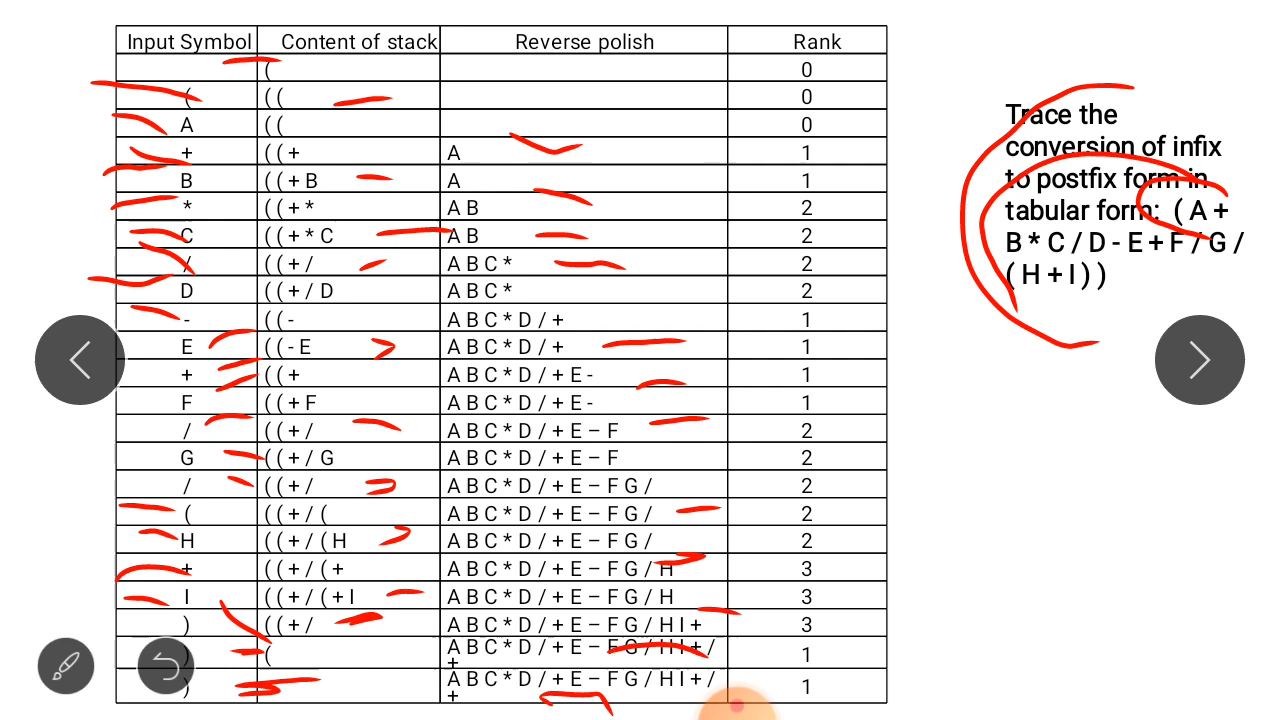 Input Symbol Content of stack Reverse polish Rank
( 0
( ( ( 0
A ( ( 0
+ ( ( + A 1
B ( ( + B A 1
* ( ( + * A B 2
C ( ( + * C A B 2
/ ( ( + / A B C * 2
D ( ( + / D A B C * 2
- ( ( - A B C * D / + 1
E ( ( - E A B C * D / + 1
+ ( ( + A B C * D / + E - 1
F ( ( + F A B C * D / + E - 1
/ ( ( + / A B C * D / + E – F 2
G ( ( + / G A B C * D / + E – F 2
/ ( ( + / A B C * D / + E – F G / 2
( ( ( + / ( A B C * D / + E – F G / 2
H ( ( + / ( H A B C * D / + E – F G / 2
+ ( ( + / ( + A B C * D / + E – F G / H 3
I ( ( + / ( + I A B C * D / + E – F G / H 3
) ( ( + / A B C * D / + E – F G / H I + 3
) ( A B C * D / + E – F G / H I + /
+ 1
) A B C * D / + E – F G / H I + /
+ 1
Trace the
conversion of infix
to postfix form in
tabular form: ( A +
B * C / D - E + F / G /
( H + I ) )